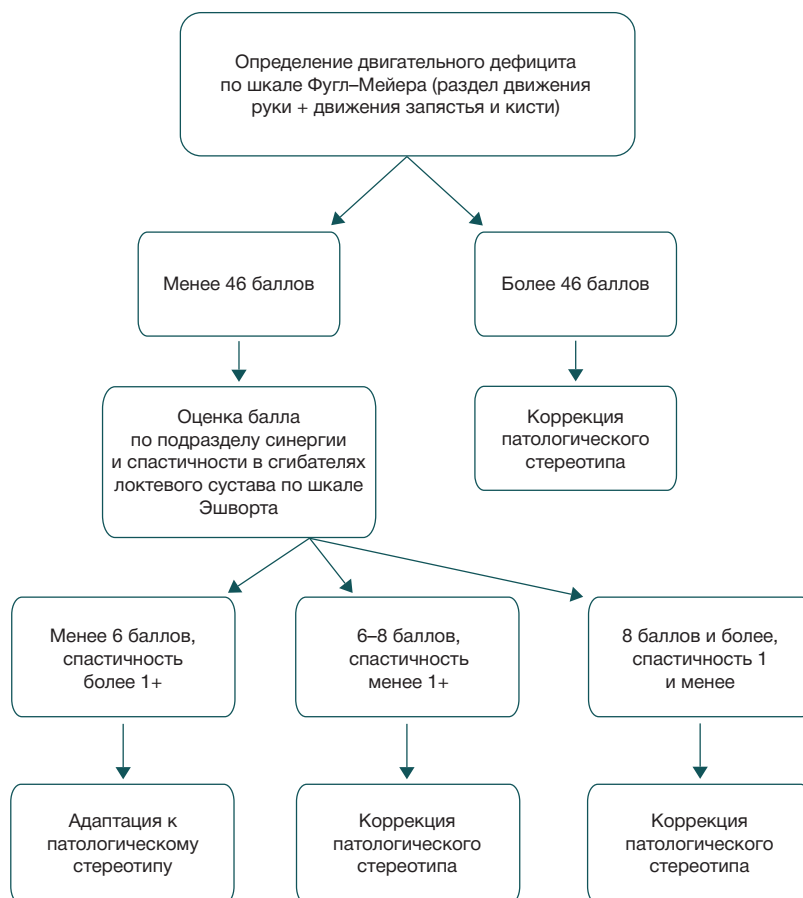 Определение двигательного дефицита
по шкале Фугл–Мейера (раздел движения
руки + движения запястья и кисти)
Менее 46 баллов
Более 46 баллов
Оценка балла
по подразделу синергии
и спастичности в сгибателях
локтевого сустава по шкале
Эшворта
Коррекция
патологического
стереотипа
Менее 6 баллов,
спастичность
более 1+
6–8 баллов,
спастичность
менее 1+
8 баллов и более,
спастичность 1
и менее
Адаптация к
патологическому
стереотипу
Коррекция
патологического
стереотипа
Коррекция
патологического
стереотипа